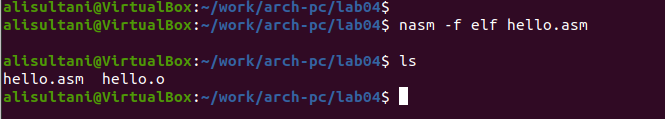 alisultani@VirtualBox:~/work/arch-pc/lab04$
alisultani@VirtualBox:~/work/arch-pc/lab04$ nasm -f elf hello.asm
alisultani@VirtualBox:~/work/arch-pc/lab04$ ls
hello.asm  hello.o
alisultani@VirtualBox:~/work/arch-pc/lab04$